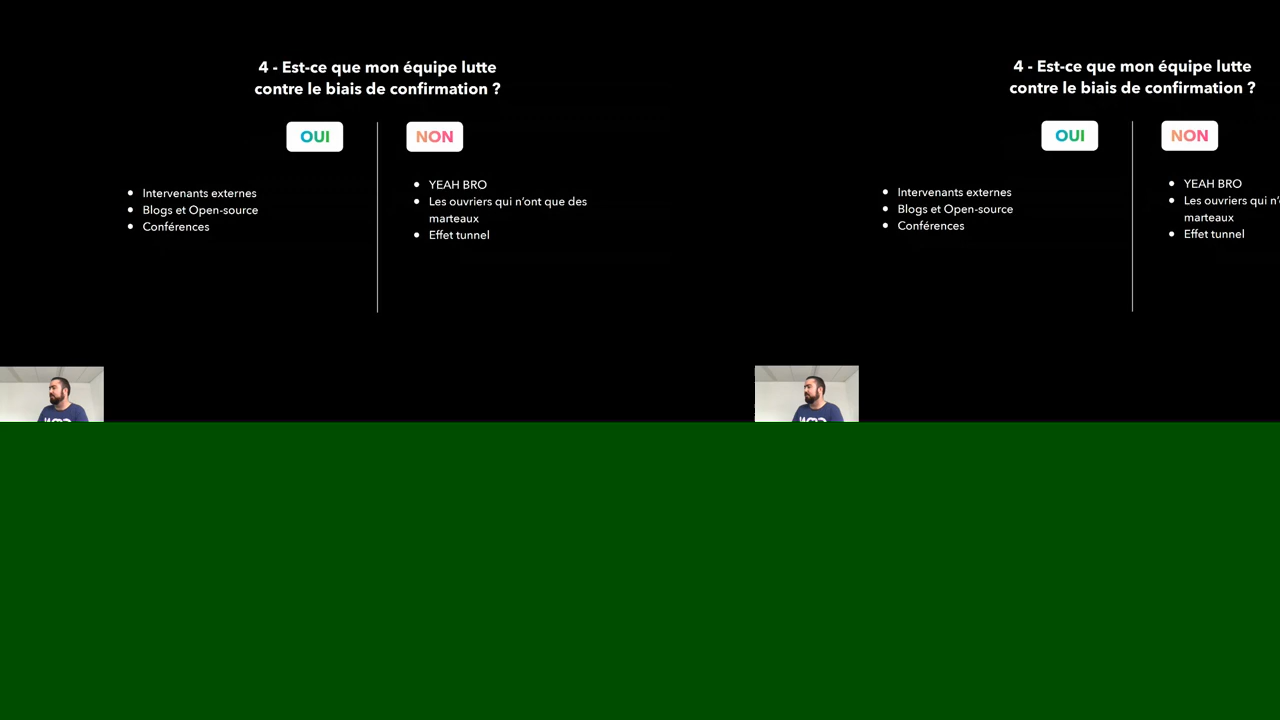 4 - Est-ce que mon équipe lutte
contre le biais de confirmation ?
OUI
NON
• Intervenants externes
• Blogs et Open-source
• Conférences
• YEAH BRO
• Les ouvriers qui n'ont que des
marteaux
• Effet tunnel
4 - Est-ce que mon équipe lutte
contre le biais de confirmation ?
OUI
NON
• Intervenants externes
• Blogs et Open-source
• Conférences
• YEAH BRO
• Les ouvriers qui
marteaux
• Effet tunnel